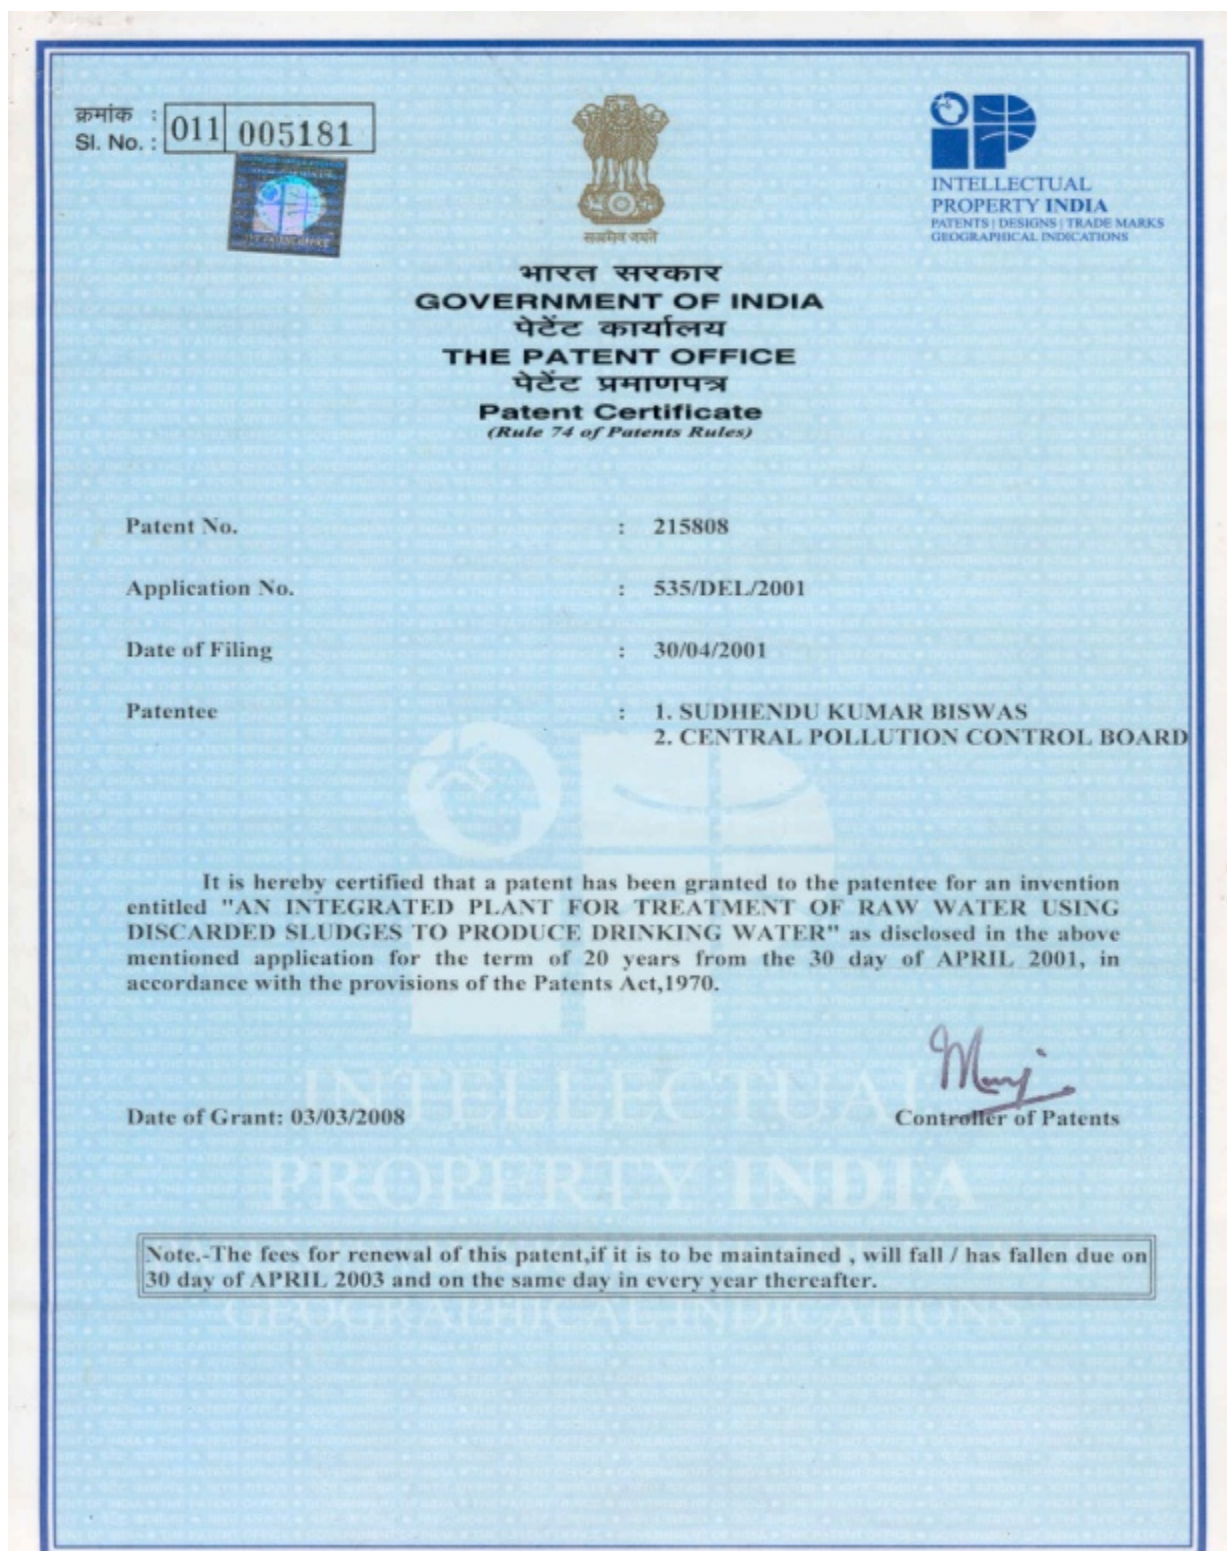 क्रमांक :
Sl. No. : 011 005181
सत्यमेव जयते
INTELLECTUAL
PROPERTY INDIA
PATENTS | DESIGNS | TRADE MARKS
GEOGRAPHICAL INDICATIONS
भारत सरकार
GOVERNMENT OF INDIA
पेटेंट कार्यालय
THE PATENT OFFICE
पेटेंट प्रमाणपत्र
Patent Certificate
(Rule 74 of Patents Rules)
Patent No. : 215808
Application No. : 535/DEL/2001
Date of Filing : 30/04/2001
Patentee : 1. SUDHENDU KUMAR BISWAS
2. CENTRAL POLLUTION CONTROL BOARD
It is hereby certified that a patent has been granted to the patentee for an invention
entitled "AN INTEGRATED PLANT FOR TREATMENT OF RAW WATER USING
DISCARDED SLUDGES TO PRODUCE DRINKING WATER" as disclosed in the above
mentioned application for the term of 20 years from the 30 day of APRIL 2001, in
accordance with the provisions of the Patents Act,1970.
Date of Grant: 03/03/2008
Controller of Patents
INTELLECTUAL
PROPERTY INDIA
Note.-The fees for renewal of this patent,if it is to be maintained , will fall / has fallen due on
30 day of APRIL 2003 and on the same day in every year thereafter.
GEOGRAPHICAL INDICATIONS